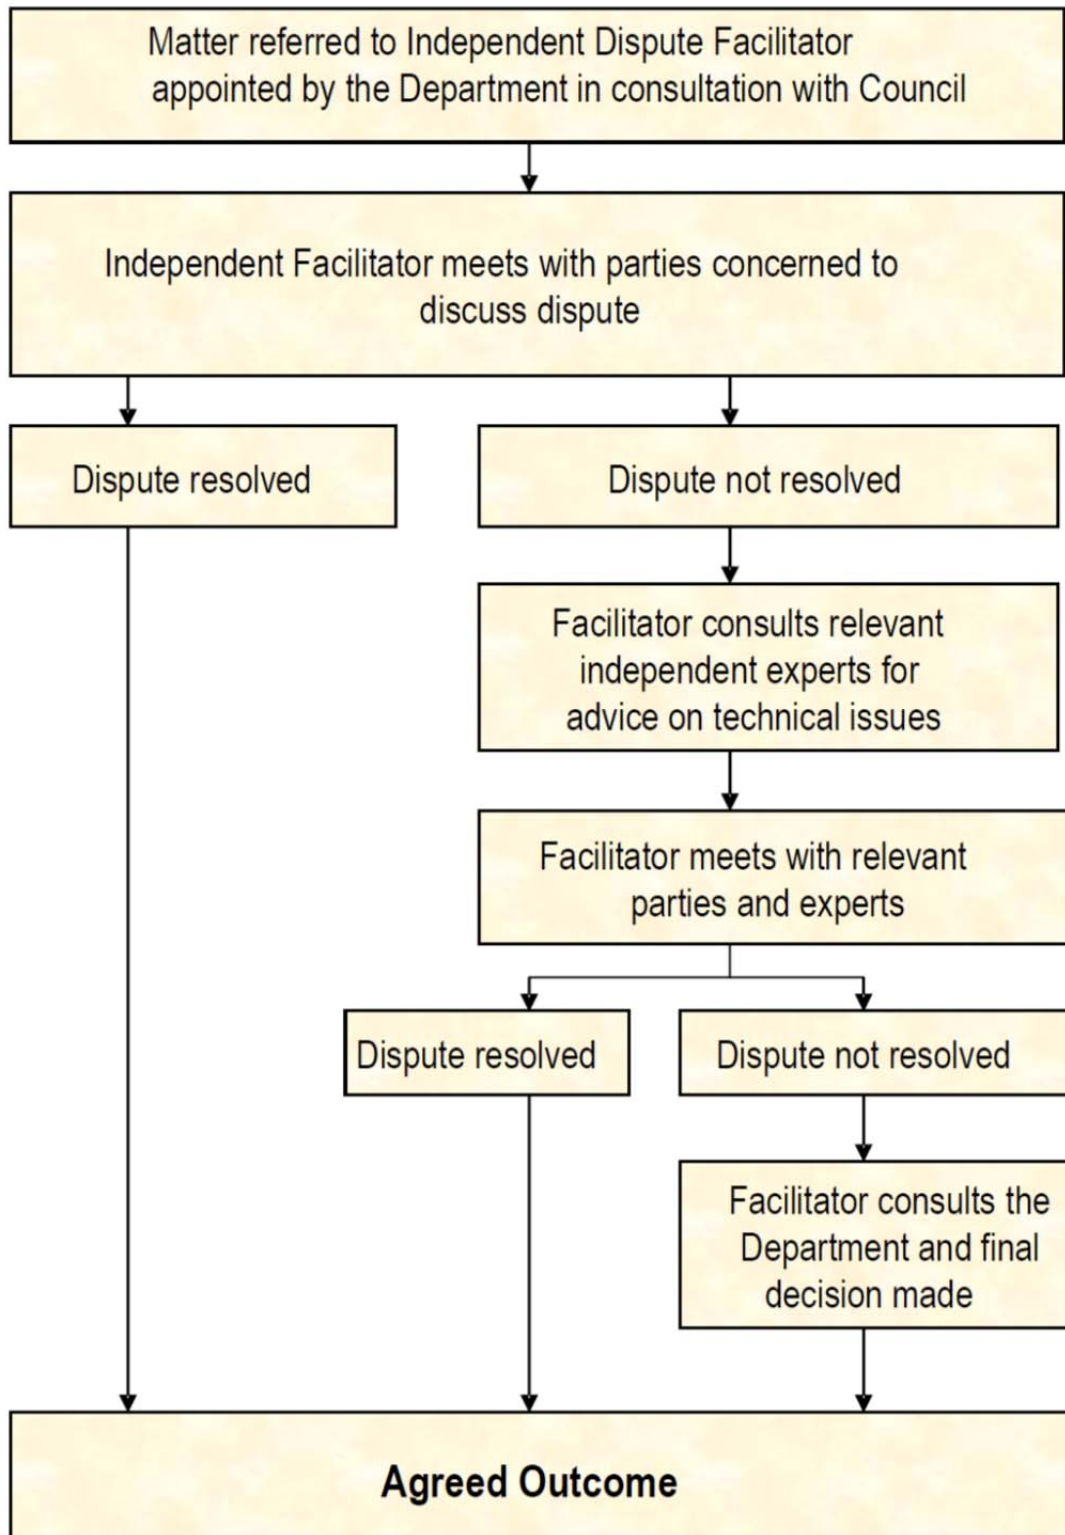 Matter referred to Independent Dispute Facilitator
appointed by the Department in consultation with Council
Independent Facilitator meets with parties concerned to
discuss dispute
Dispute resolved
Dispute not resolved
Facilitator consults relevant
independent experts for
advice on technical issues
Facilitator meets with relevant
parties and experts
Dispute resolved
Dispute not resolved
Facilitator consults the
Department and final
decision made
Agreed Outcome